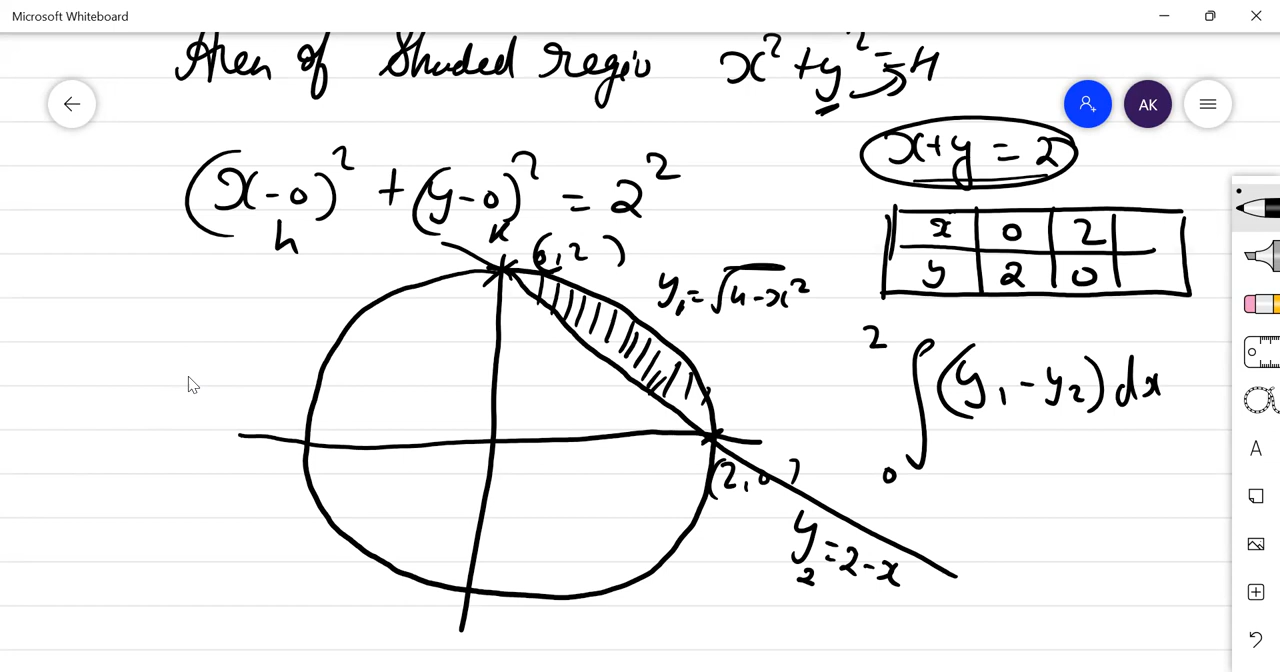 Microsoft Whiteboard
Area of Shaded regio x² + y² = 4
AK
x+y = 2
(x-0)² + (y-0)² = 2²
h k
x 0 2
y 2 0
(0,2)
y₁ = √4-x²
2
∫ (y₁ - y₂) dx
0
(2,0)
y₂ = 2-x
A